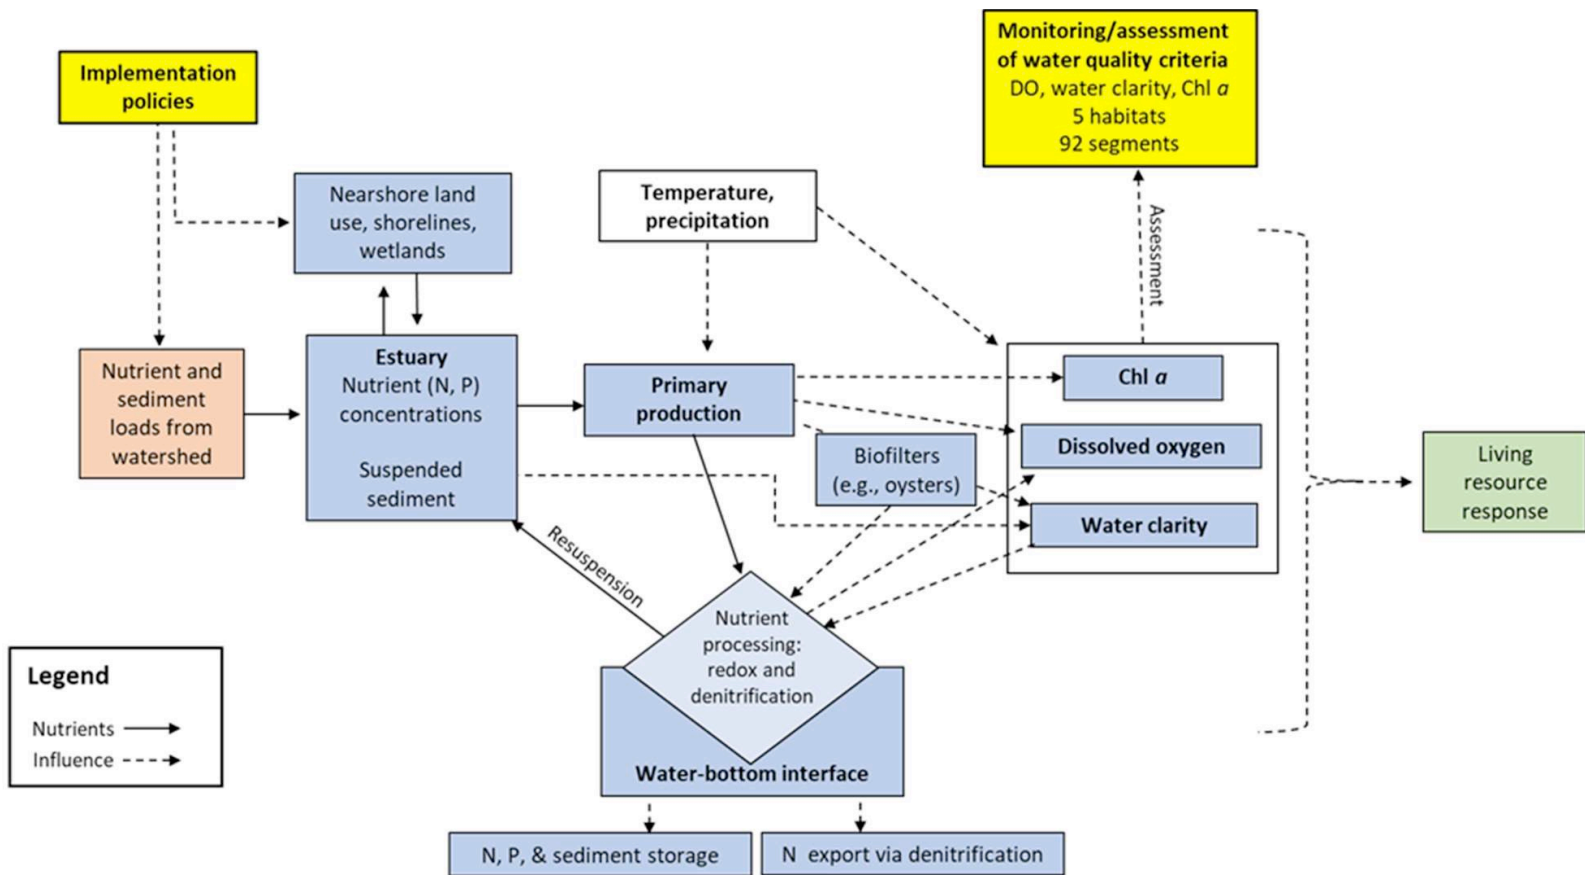 Implementation
policies
Monitoring/assessment
of water quality criteria
DO, water clarity, Chl a
5 habitats
92 segments
Nearshore land
use, shorelines,
wetlands
Temperature,
precipitation
Assessment
Nutrient and
sediment
loads from
watershed
Estuary
Nutrient (N, P)
concentrations
Suspended
sediment
Primary
production
Chl a
Dissolved oxygen
Water clarity
Biofilters
(e.g., oysters)
Living
resource
response
Resuspension
Nutrient
processing:
redox and
denitrification
Water-bottom interface
N, P, & sediment storage
N export via denitrification
Legend
Nutrients
Influence